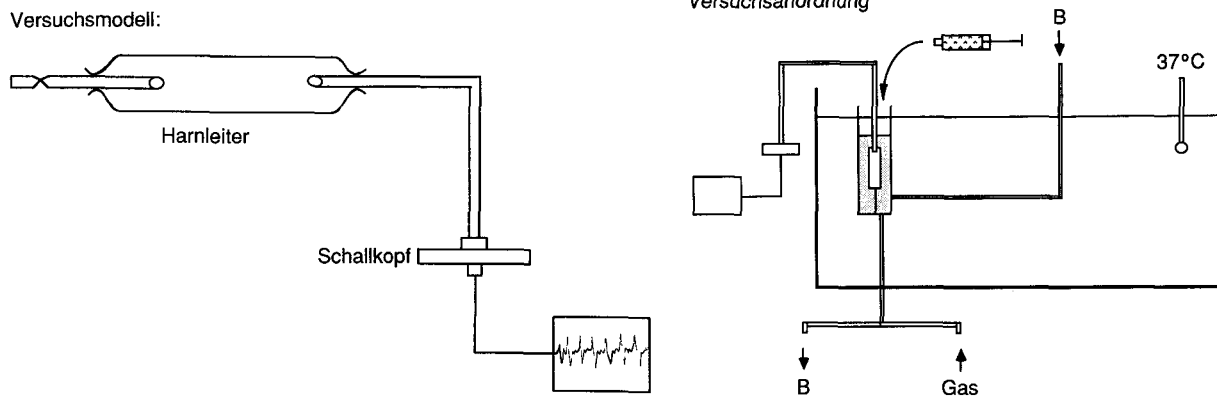 Versuchsmodell:
Harnleiter
Schallkopf
Versuchsanordnung
B
37°C
B
Gas